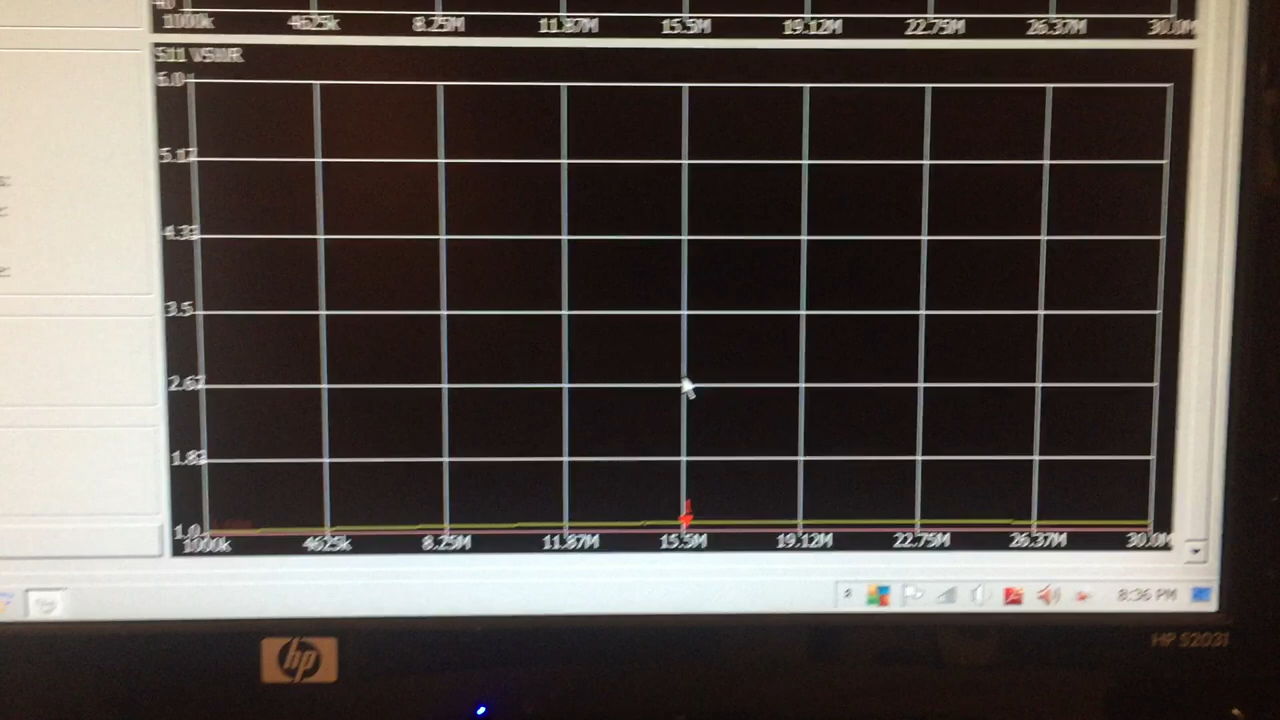 40
1000k 4625k 8.25M 11.87M 15.5M 19.12M 22.75M 26.37M 30.0M
S11 VSWR
6.0
5.17
4.33
3.5
2.67
1.83
1.0
1000k 4625k 8.25M 11.87M 15.5M 19.12M 22.75M 26.37M 30.0M
8:36 PM
hp
HP S2031